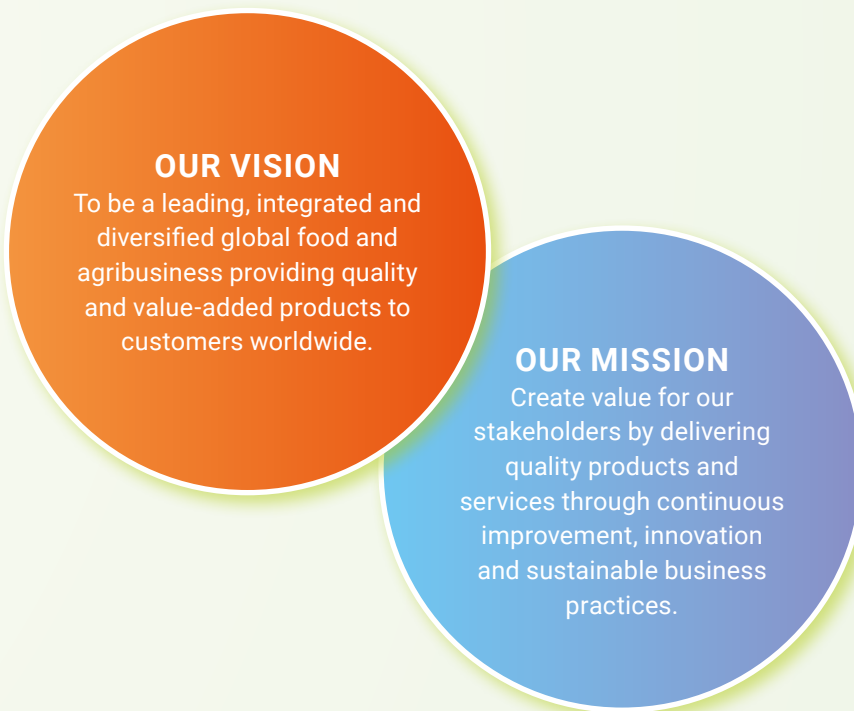 OUR VISION
To be a leading, integrated and
diversified global food and
agribusiness providing quality
and value-added products to
customers worldwide.
OUR MISSION
Create value for our
stakeholders by delivering
quality products and
services through continuous
improvement, innovation
and sustainable business
practices.